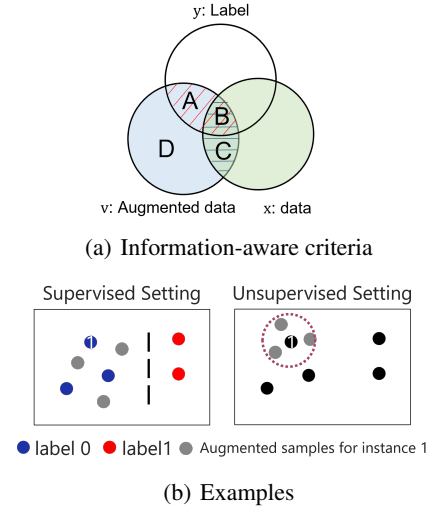 y: Label
A
B
D
C
v: Augmented data
x: data
(a) Information-aware criteria
Supervised Setting
Unsupervised Setting
1
1
label 0
label1
Augmented samples for instance 1
(b) Examples